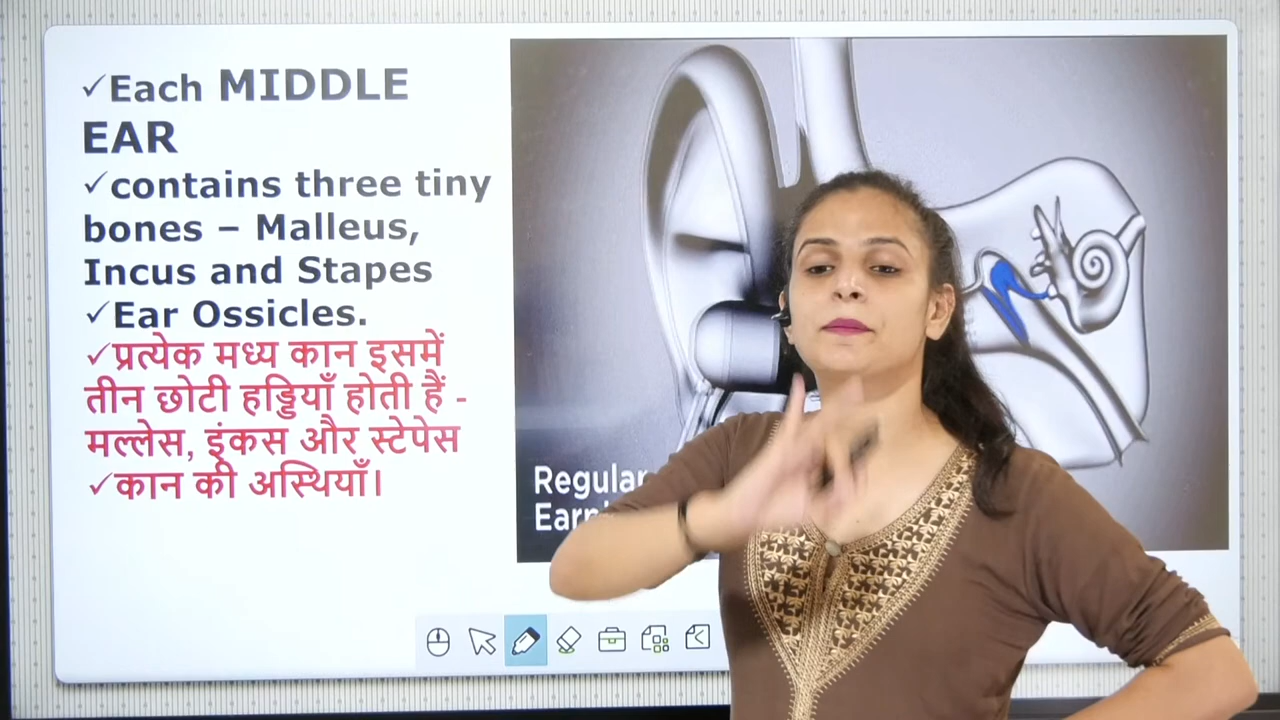 ✓Each MIDDLE
EAR
✓contains three tiny
bones – Malleus,
Incus and Stapes
✓Ear Ossicles.
✓प्रत्येक मध्य कान इसमें
तीन छोटी हड्डियाँ होती हैं -
मल्लेस, इंकस और स्टेपेस
✓कान की अस्थियाँ।
Regular